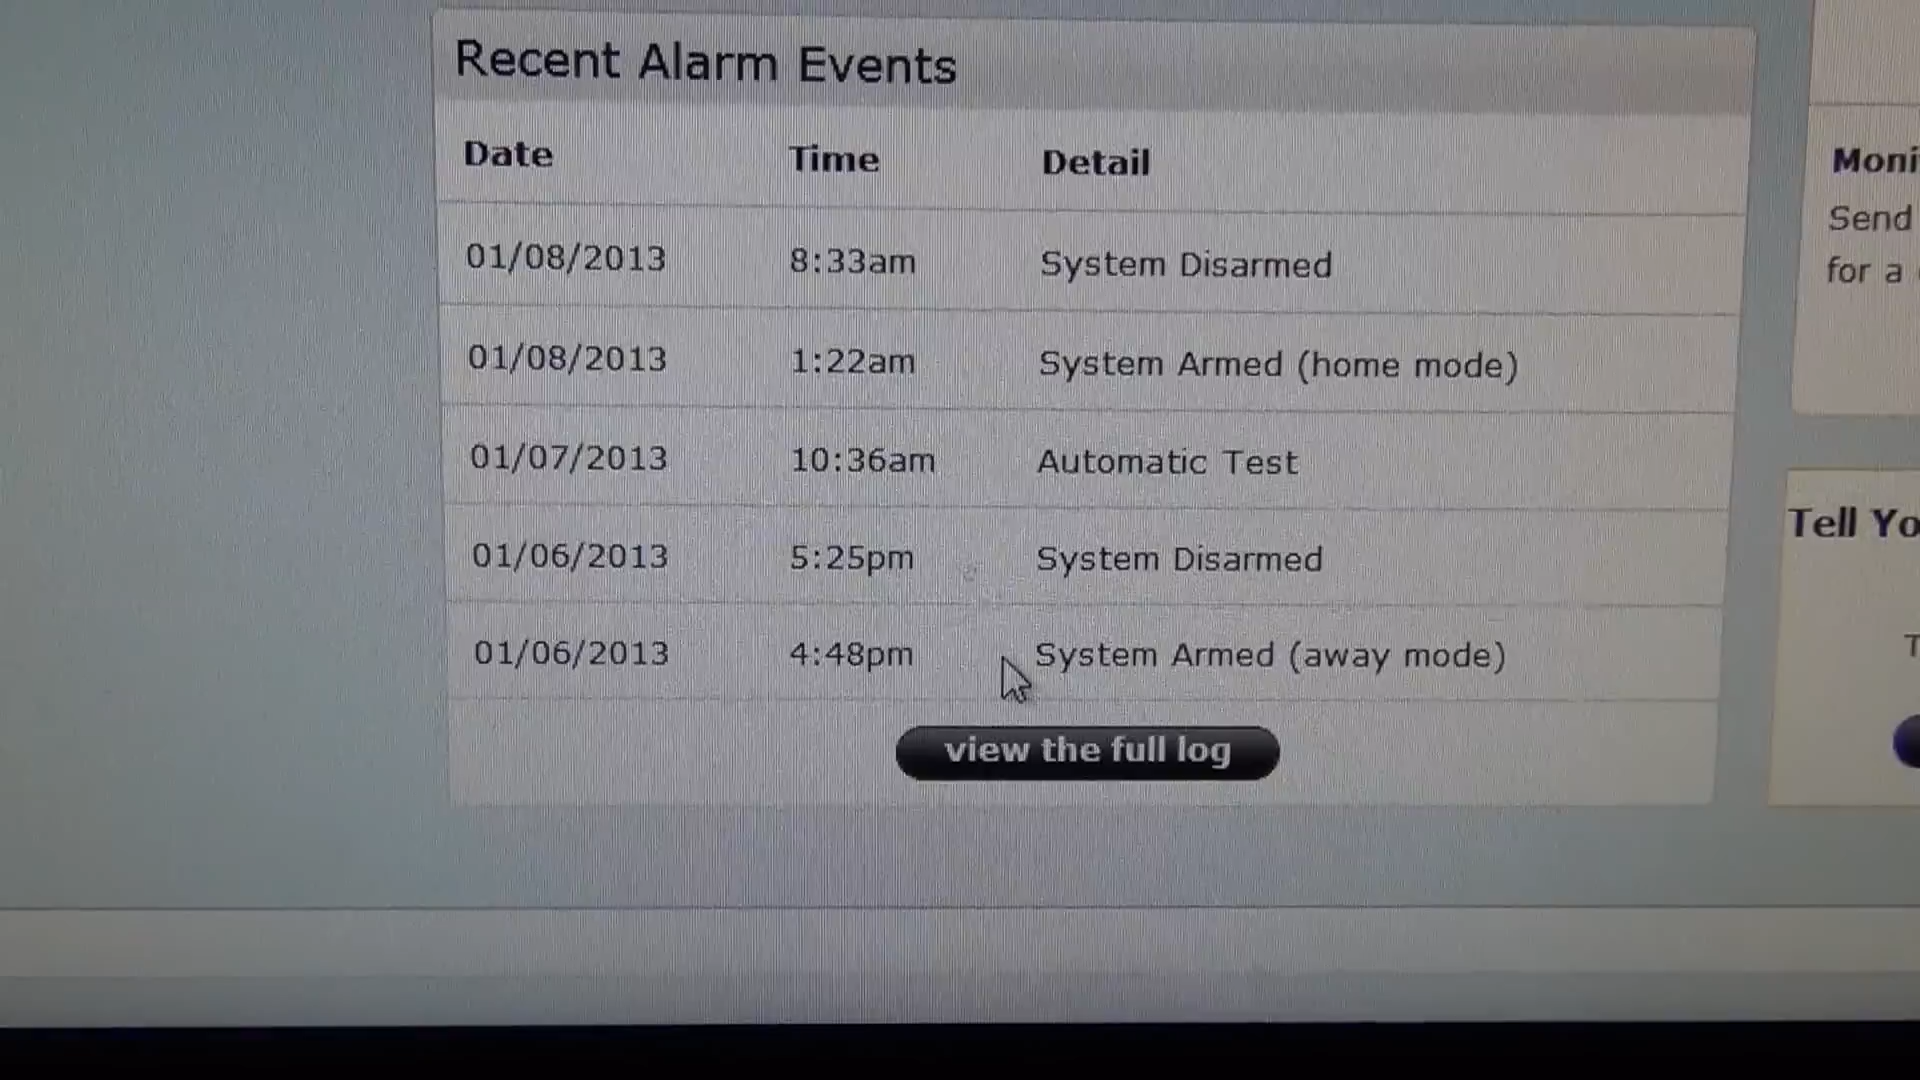 Recent Alarm Events
Date Time Detail
01/08/2013 8:33am System Disarmed
01/08/2013 1:22am System Armed (home mode)
01/07/2013 10:36am Automatic Test
01/06/2013 5:25pm System Disarmed
01/06/2013 4:48pm System Armed (away mode)
view the full log
Moni
Send
for a
Tell Yo
T